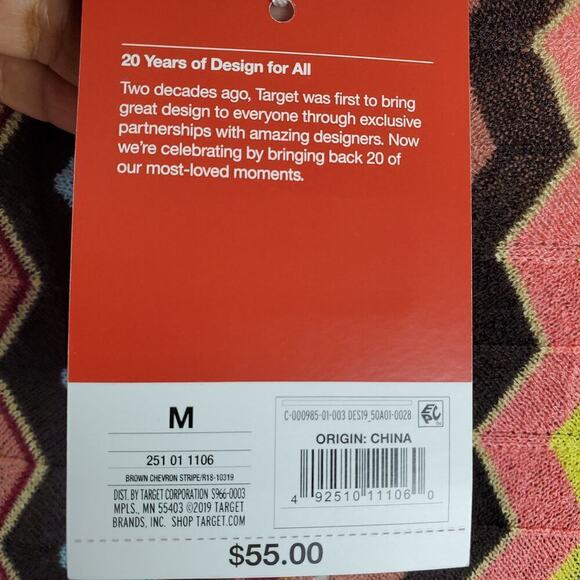 20 Years of Design for All
Two decades ago, Target was first to bring
great design to everyone through exclusive
partnerships with amazing designers. Now
we're celebrating by bringing back 20 of
our most-loved moments.
M
251 01 1106
BROWN CHEVRON STRIPE/R18-10319
DIST. BY TARGET CORPORATION S966-0003
MPLS., MN 55403 ©2019 TARGET
BRANDS, INC. SHOP TARGET.COM
C-000985-01-003 DES19_50A01-0028
EPC
ORIGIN: CHINA
4 92510 11106 0
$55.00